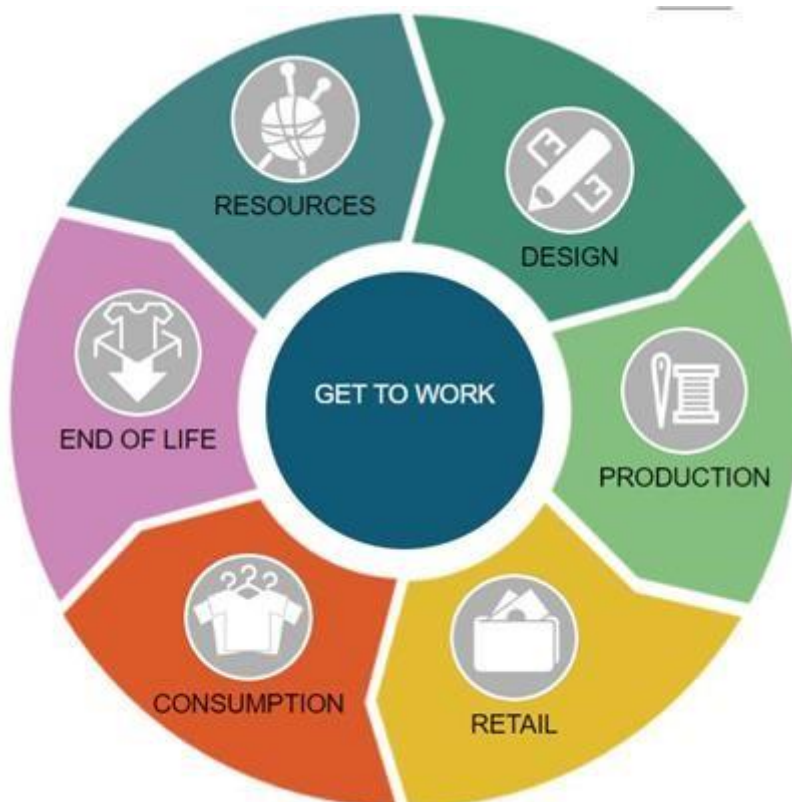 RESOURCES
DESIGN
PRODUCTION
RETAIL
CONSUMPTION
END OF LIFE
GET TO WORK